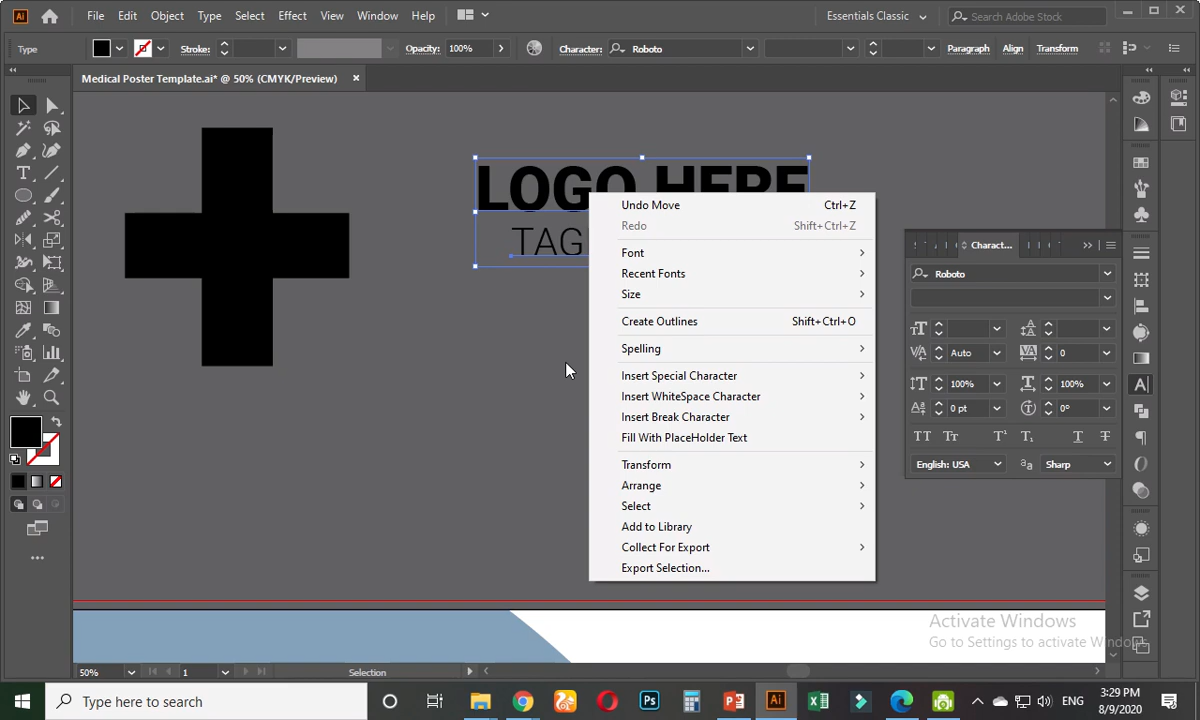 File Edit Object Type Select Effect View Window Help Essentials Classic Search Adobe Stock
Type Stroke: Opacity: 100% Character: Roboto Paragraph Align Transform
Medical Poster Template.ai* @ 50% (CMYK/Preview) ×
LOGO HERE
TAG
Undo Move Ctrl+Z
Redo Shift+Ctrl+Z
Font
Recent Fonts
Size
Create Outlines Shift+Ctrl+O
Spelling
Insert Special Character
Insert WhiteSpace Character
Insert Break Character
Fill With PlaceHolder Text
Transform
Arrange
Select
Add to Library
Collect For Export
Export Selection...
Charact...
Roboto
Auto 0
100% 100%
0 pt 0°
English: USA Sharp
Activate Windows
Go to Settings to activate Windows.
50% 1 Selection
Type here to search ENG 3:29 PM
8/9/2020